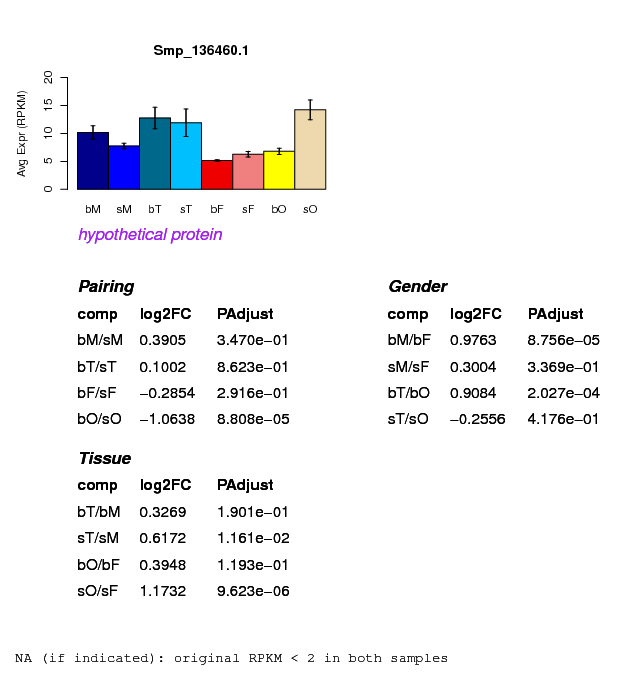 Smp_136460.1
Avg Expr (RPKM)
0 5 10 15 20
bM sM bT sT bF sF bO sO
hypothetical protein
Pairing
comp log2FC PAdjust
bM/sM 0.3905 3.470e−01
bT/sT 0.1002 8.623e−01
bF/sF −0.2854 2.916e−01
bO/sO −1.0638 8.808e−05
Gender
comp log2FC PAdjust
bM/bF 0.9763 8.756e−05
sM/sF 0.3004 3.369e−01
bT/bO 0.9084 2.027e−04
sT/sO −0.2556 4.176e−01
Tissue
comp log2FC PAdjust
bT/bM 0.3269 1.901e−01
sT/sM 0.6172 1.161e−02
bO/bF 0.3948 1.193e−01
sO/sF 1.1732 9.623e−06
NA (if indicated): original RPKM < 2 in both samples